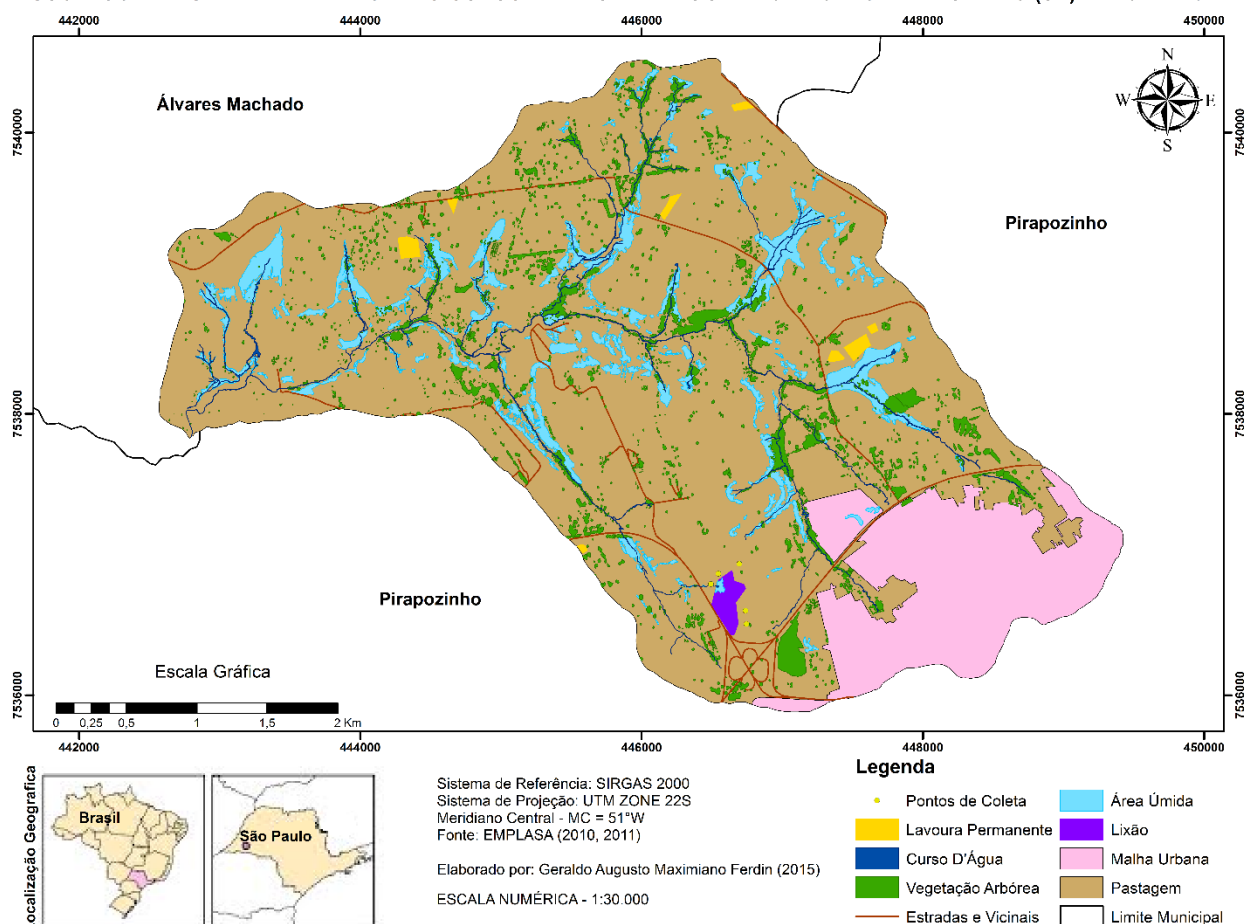 442000 444000 446000 448000 450000
N
W E
S
Álvares Machado
7540000 7540000
Pirapozinho
7538000 7538000
Pirapozinho
Escala Gráfica
7536000 7536000
0 0,25 0,5 1 1,5 2 Km
442000 444000 446000 448000 450000
Localização Geográfica
Brasil
São Paulo
Sistema de Referência: SIRGAS 2000
Sistema de Projeção: UTM ZONE 22S
Meridiano Central - MC = 51°W
Fonte: EMPLASA (2010, 2011)
Elaborado por: Geraldo Augusto Maximiano Ferdin (2015)
ESCALA NUMÉRICA - 1:30.000
Legenda
Pontos de Coleta
Lavoura Permanente
Curso D'Água
Vegetação Arbórea
Estradas e Vicinais
Área Úmida
Lixão
Malha Urbana
Pastagem
Limite Municipal